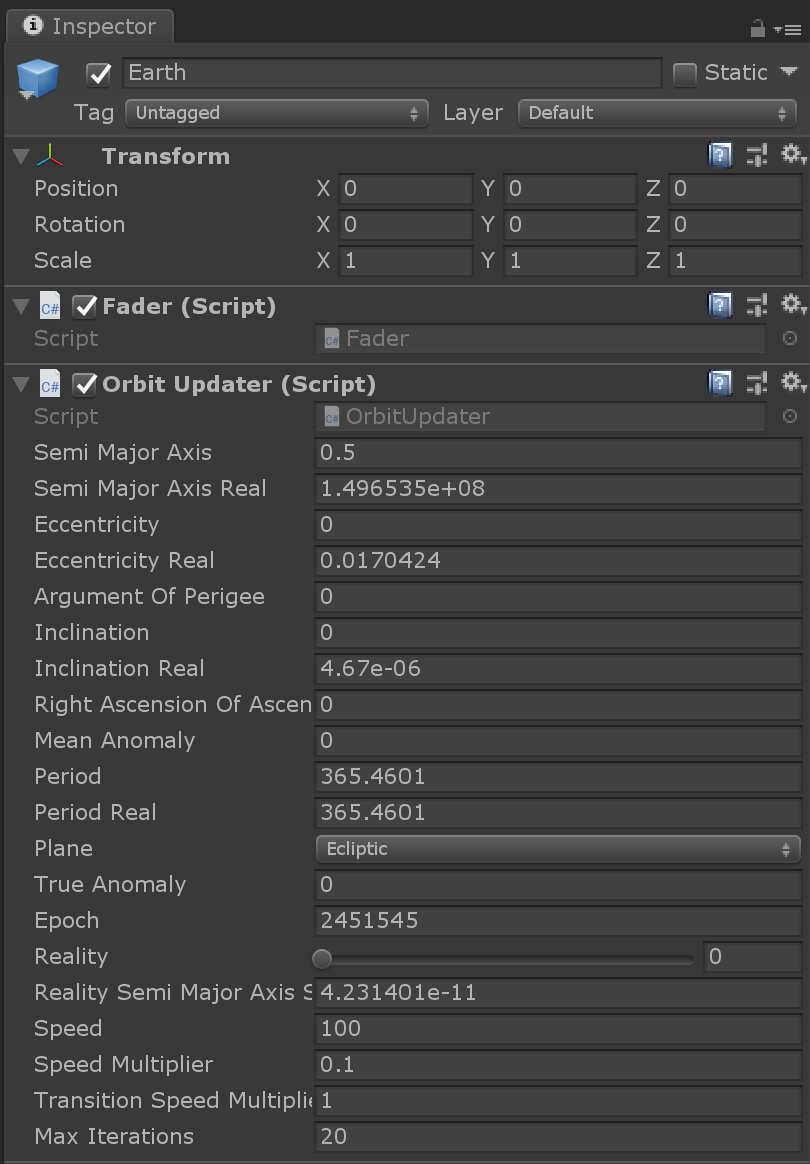 Inspector
Earth Static
Tag Untagged Layer Default
Transform
Position X 0 Y 0 Z 0
Rotation X 0 Y 0 Z 0
Scale X 1 Y 1 Z 1
C# Fader (Script)
Script C# Fader
C# Orbit Updater (Script)
Script C# OrbitUpdater
Semi Major Axis 0.5
Semi Major Axis Real 1.496535e+08
Eccentricity 0
Eccentricity Real 0.0170424
Argument Of Perigee 0
Inclination 0
Inclination Real 4.67e-06
Right Ascension Of Ascen 0
Mean Anomaly 0
Period 365.4601
Period Real 365.4601
Plane Ecliptic
True Anomaly 0
Epoch 2451545
Reality 0
Reality Semi Major Axis S 4.231401e-11
Speed 100
Speed Multiplier 0.1
Transition Speed Multiplie 1
Max Iterations 20